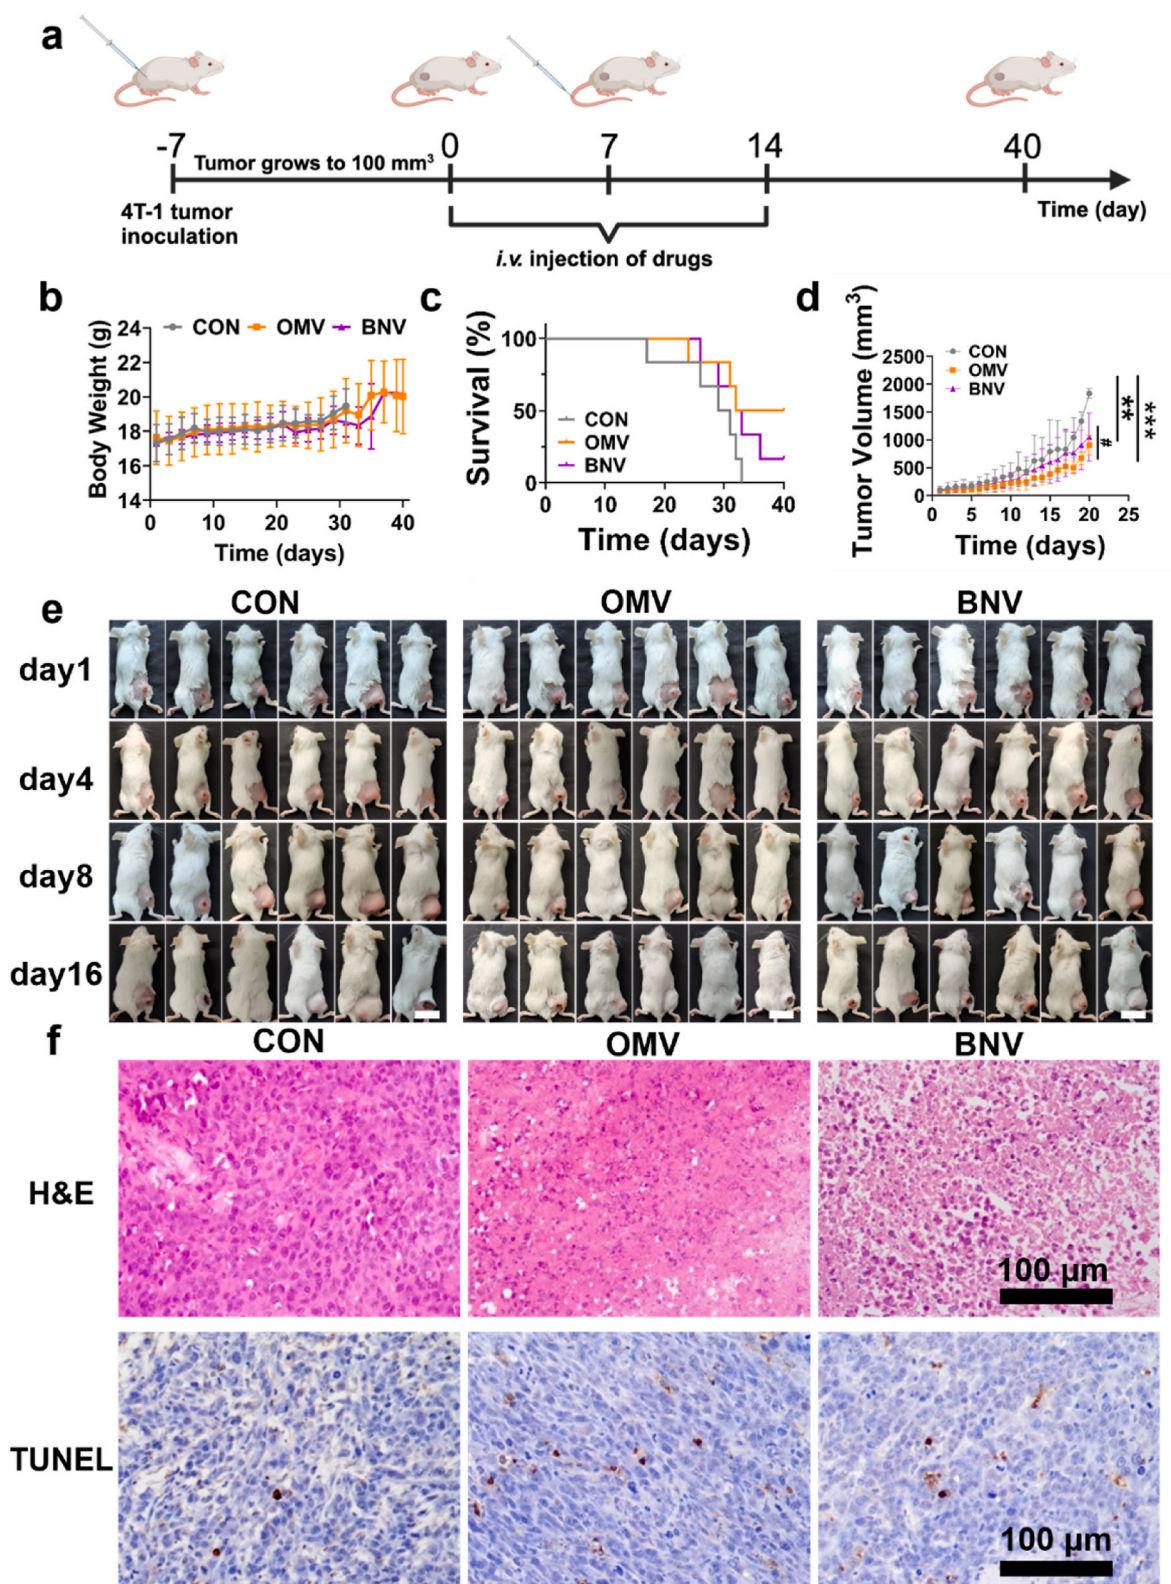 a
-7 0 7 14 40
Tumor grows to 100 mm³
4T-1 tumor
inoculation
Time (day)
i.v. injection of drugs
b
CON OMV BNV
Body Weight (g)
24
22
20
18
16
14
0 10 20 30 40
Time (days)
c
Survival (%)
100
50
0
CON
OMV
BNV
0 10 20 30 40
Time (days)
d
Tumor Volume (mm³)
2500
2000
1500
1000
500
0
CON
OMV
BNV
#
**
***
0 5 10 15 20 25
Time (days)
e
CON OMV BNV
day1
day4
day8
day16
f
CON OMV BNV
H&E
100 μm
TUNEL
100 μm